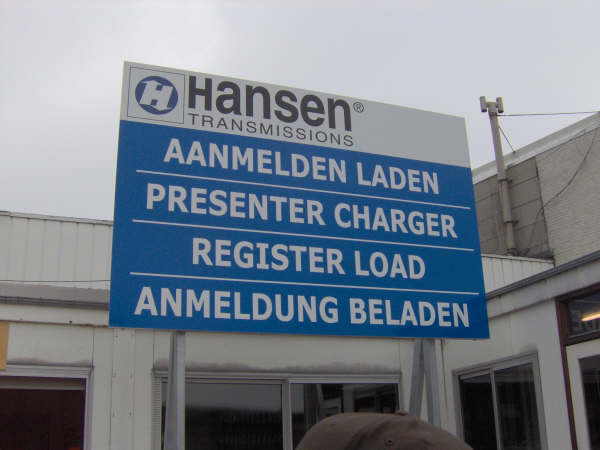 H Hansen®
TRANSMISSIONS
AANMELDEN LADEN
PRESENTER CHARGER
REGISTER LOAD
ANMELDUNG BELADEN